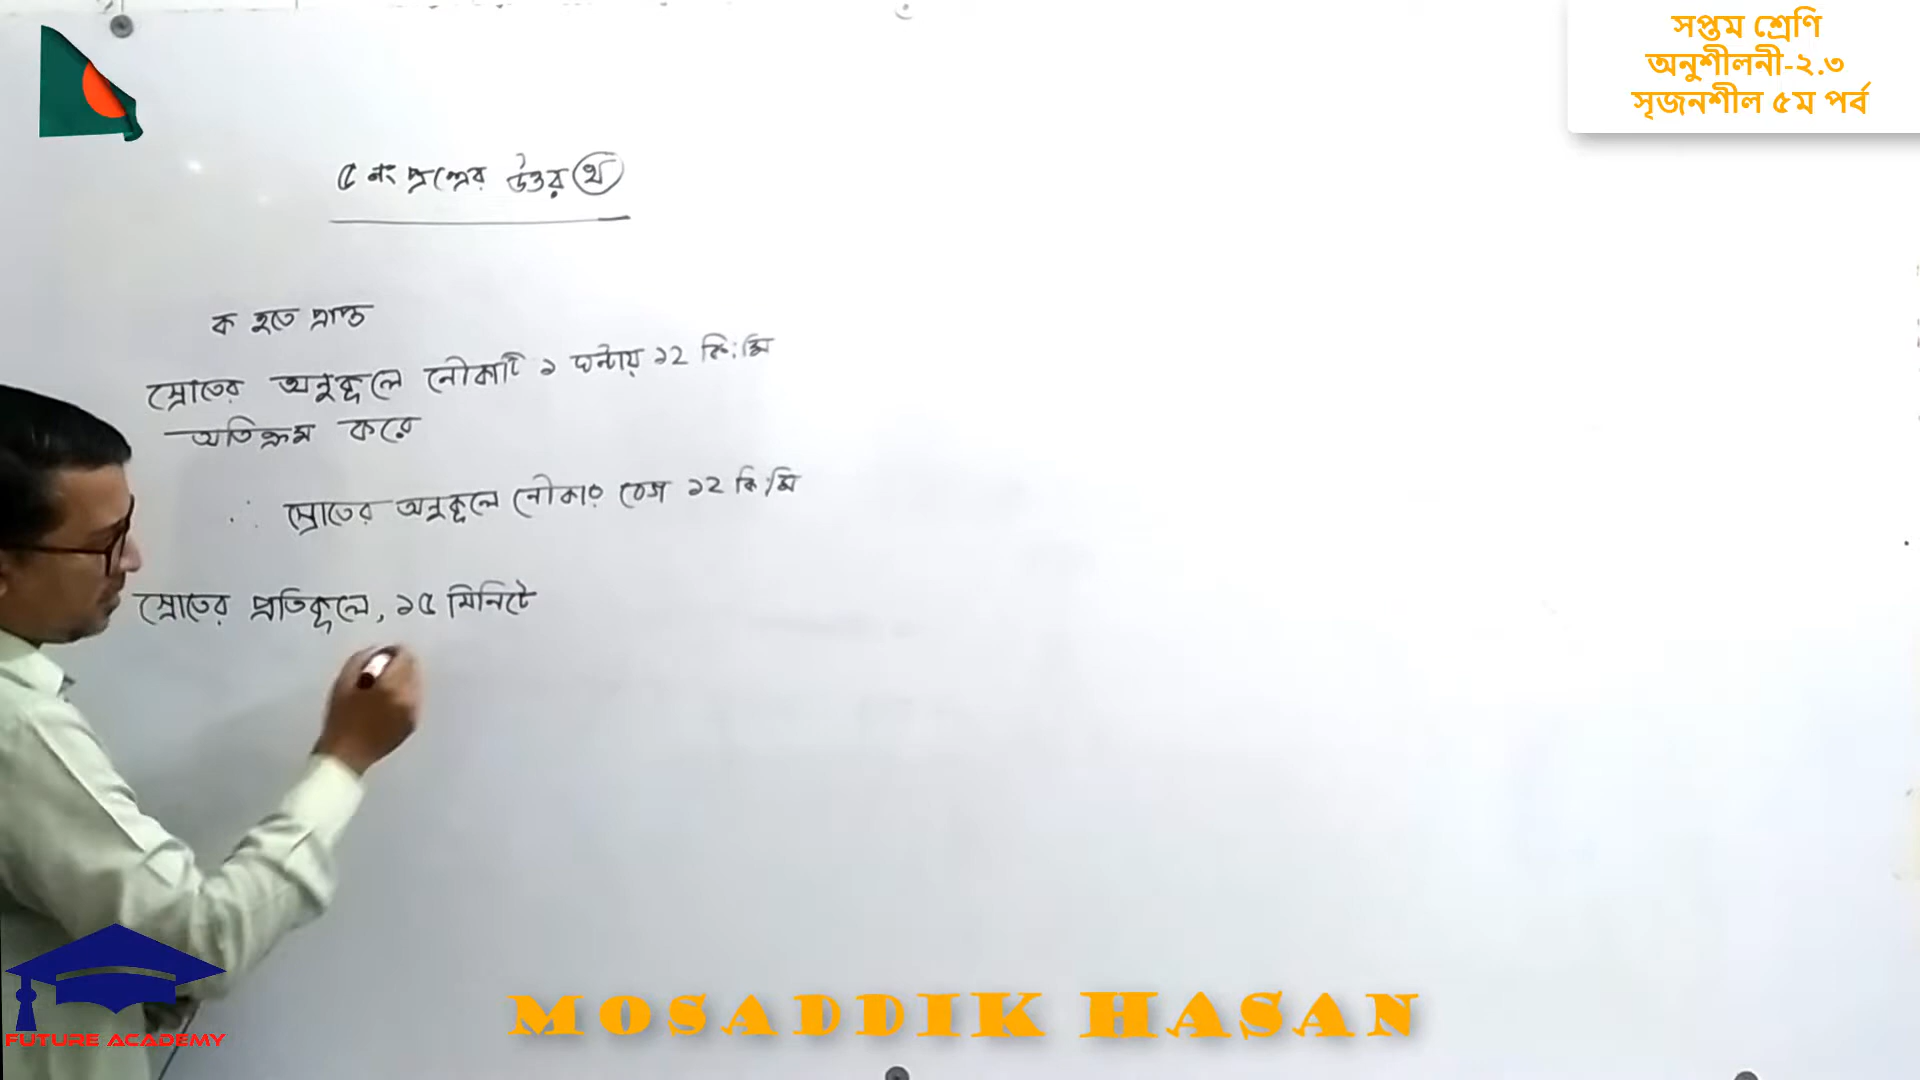 সপ্তম শ্রেণি
অনুশীলনী-২.৩
সৃজনশীল ৫ম পর্ব
৫ নং প্রশ্নের উত্তর খ
ক হতে প্রাপ্ত
স্রোতের অনুকূলে নৌকাটি ১ ঘন্টায় ১২ কি:মি
অতিক্রম করে
∴ স্রোতের অনুকূলে নৌকার বেগ ১২ কি:মি
স্রোতের প্রতিকূলে, ১৫ মিনিটে
MOSADDIK HASAN
FUTURE ACADEMY